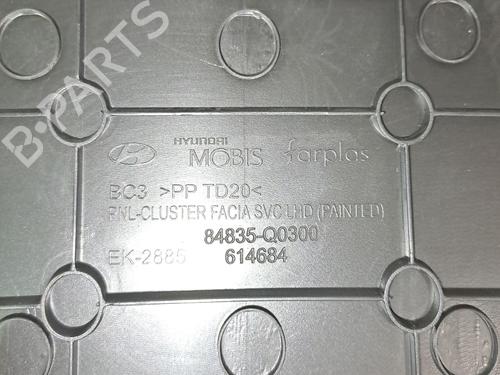 B-PARTS
HYUNDAI
MOBIS farplas
BC3 >PP TD20<
PNL-CLUSTER FACIA SVC LHD (PAINTED)
84835-Q0300
EK-2885 614684